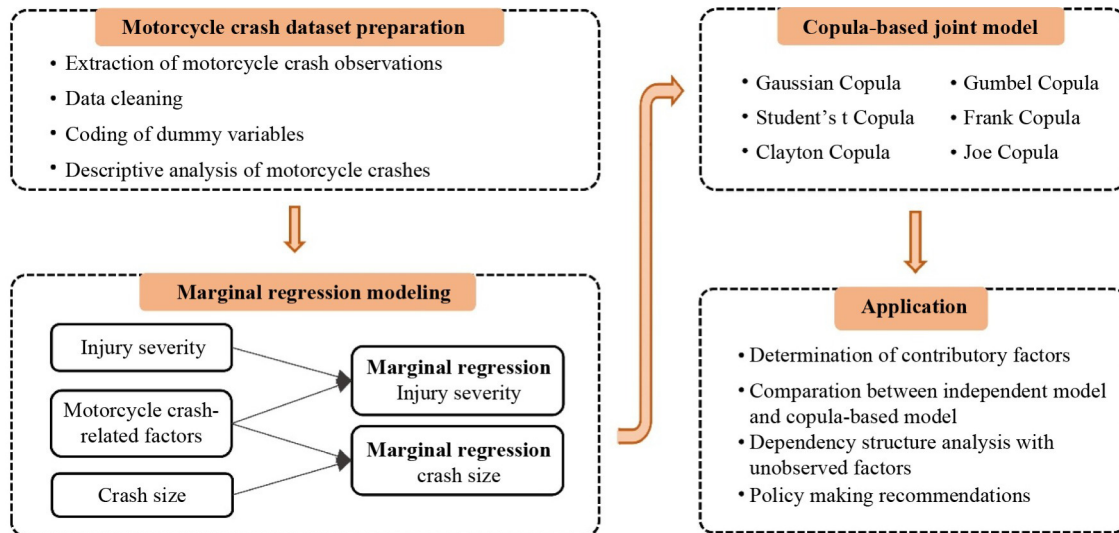 Motorcycle crash dataset preparation
• Extraction of motorcycle crash observations
• Data cleaning
• Coding of dummy variables
• Descriptive analysis of motorcycle crashes
Marginal regression modeling
Injury severity
Motorcycle crash-
related factors
Crash size
Marginal regression
Injury severity
Marginal regression
crash size
Copula-based joint model
• Gaussian Copula
• Student's t Copula
• Clayton Copula
• Gumbel Copula
• Frank Copula
• Joe Copula
Application
• Determination of contributory factors
• Comparation between independent model
and copula-based model
• Dependency structure analysis with
unobserved factors
• Policy making recommendations